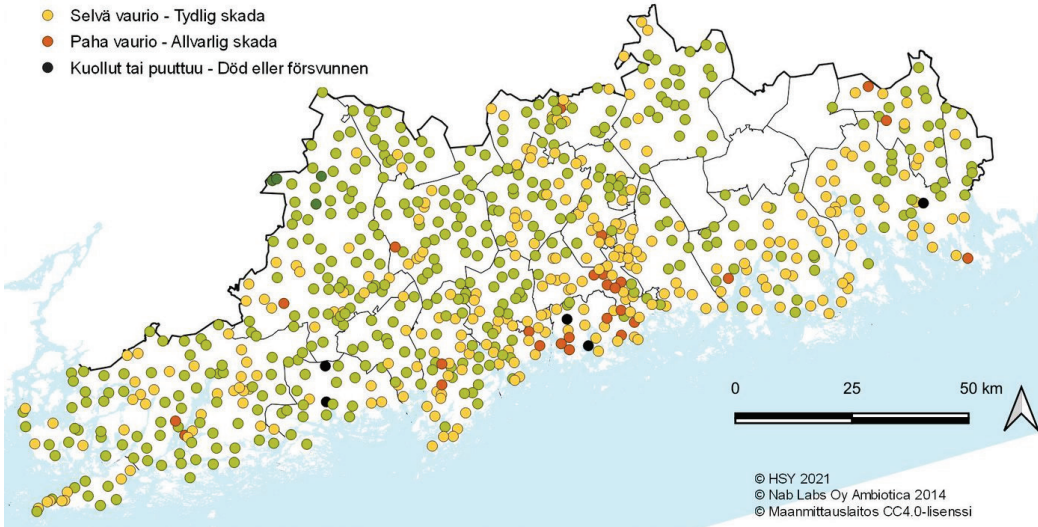 Selvä vaurio - Tydlig skada
Paha vaurio - Allvarlig skada
Kuollut tai puuttuu - Död eller försvunnen
0 25 50 km
© HSY 2021
© Nab Labs Oy Ambiotica 2014
© Maanmittauslaitos CC4.0-lisenssi